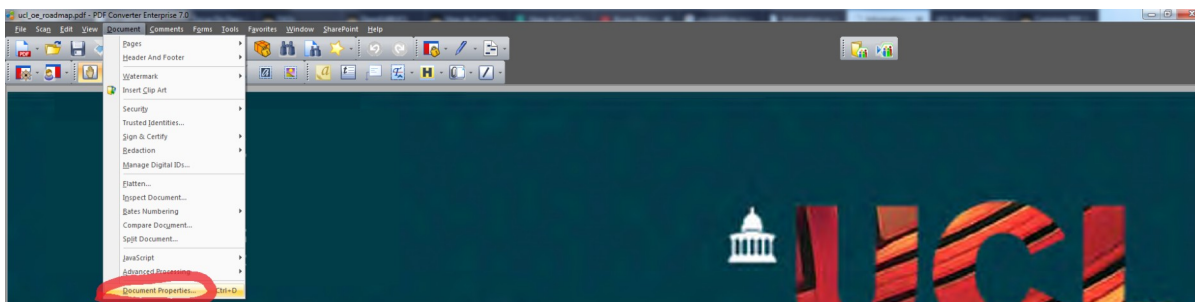 ucl_oe_roadmap.pdf - PDF Converter Enterprise 7.0
File Scan Edit View Document Comments Forms Tools Favorites Window SharePoint Help
Pages
Header And Footer
Watermark
Insert Clip Art
Security
Trusted Identities...
Sign & Certify
Redaction
Manage Digital IDs...
Flatten...
Inspect Document...
Bates Numbering
Compare Document...
Split Document...
JavaScript
Advanced Processing
Document Properties... Ctrl+D
UCL